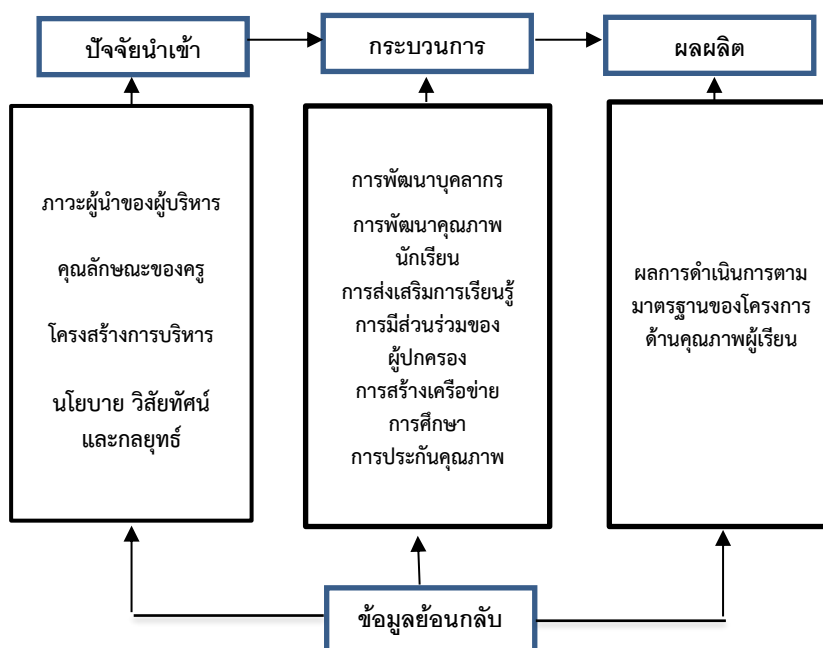 ปัจจัยนำเข้า
กระบวนการ
ผลผลิต
ภาวะผู้นำของผู้บริหาร
คุณลักษณะของครู
โครงสร้างการบริหาร
นโยบาย วิสัยทัศน์
และกลยุทธ์
การพัฒนาบุคลากร
การพัฒนาคุณภาพ
นักเรียน
การส่งเสริมการเรียนรู้
การมีส่วนร่วมของ
ผู้ปกครอง
การสร้างเครือข่าย
การศึกษา
การประกันคุณภาพ
ผลการดำเนินการตาม
มาตรฐานของโครงการ
ด้านคุณภาพผู้เรียน
ข้อมูลย้อนกลับ